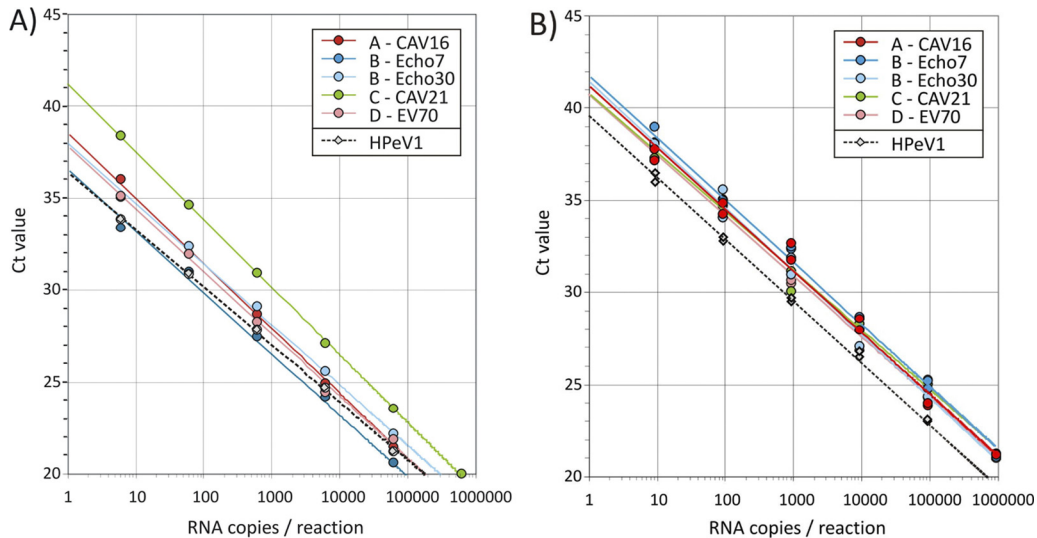 A)
45
40
35
30
25
20
Ct value
1
10
100
1000
10000
100000
1000000
RNA copies / reaction
A - CAV16
B - Echo7
B - Echo30
C - CAV21
D - EV70
HPeV1
B)
45
40
35
30
25
20
Ct value
1
10
100
1000
10000
100000
1000000
RNA copies / reaction
A - CAV16
B - Echo7
B - Echo30
C - CAV21
D - EV70
HPeV1